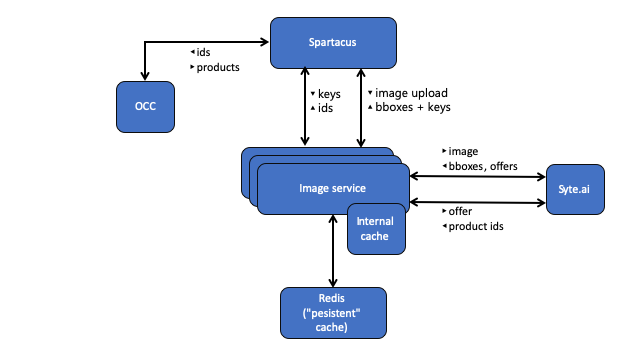 Spartacus
◂ids
▸products
OCC
▾keys
▴ids
▾image upload
▴bboxes + keys
▸image
◂bboxes, offers
Image service
Syte.ai
▸offer
◂product ids
Internal
cache
Redis
("pesistent"
cache)